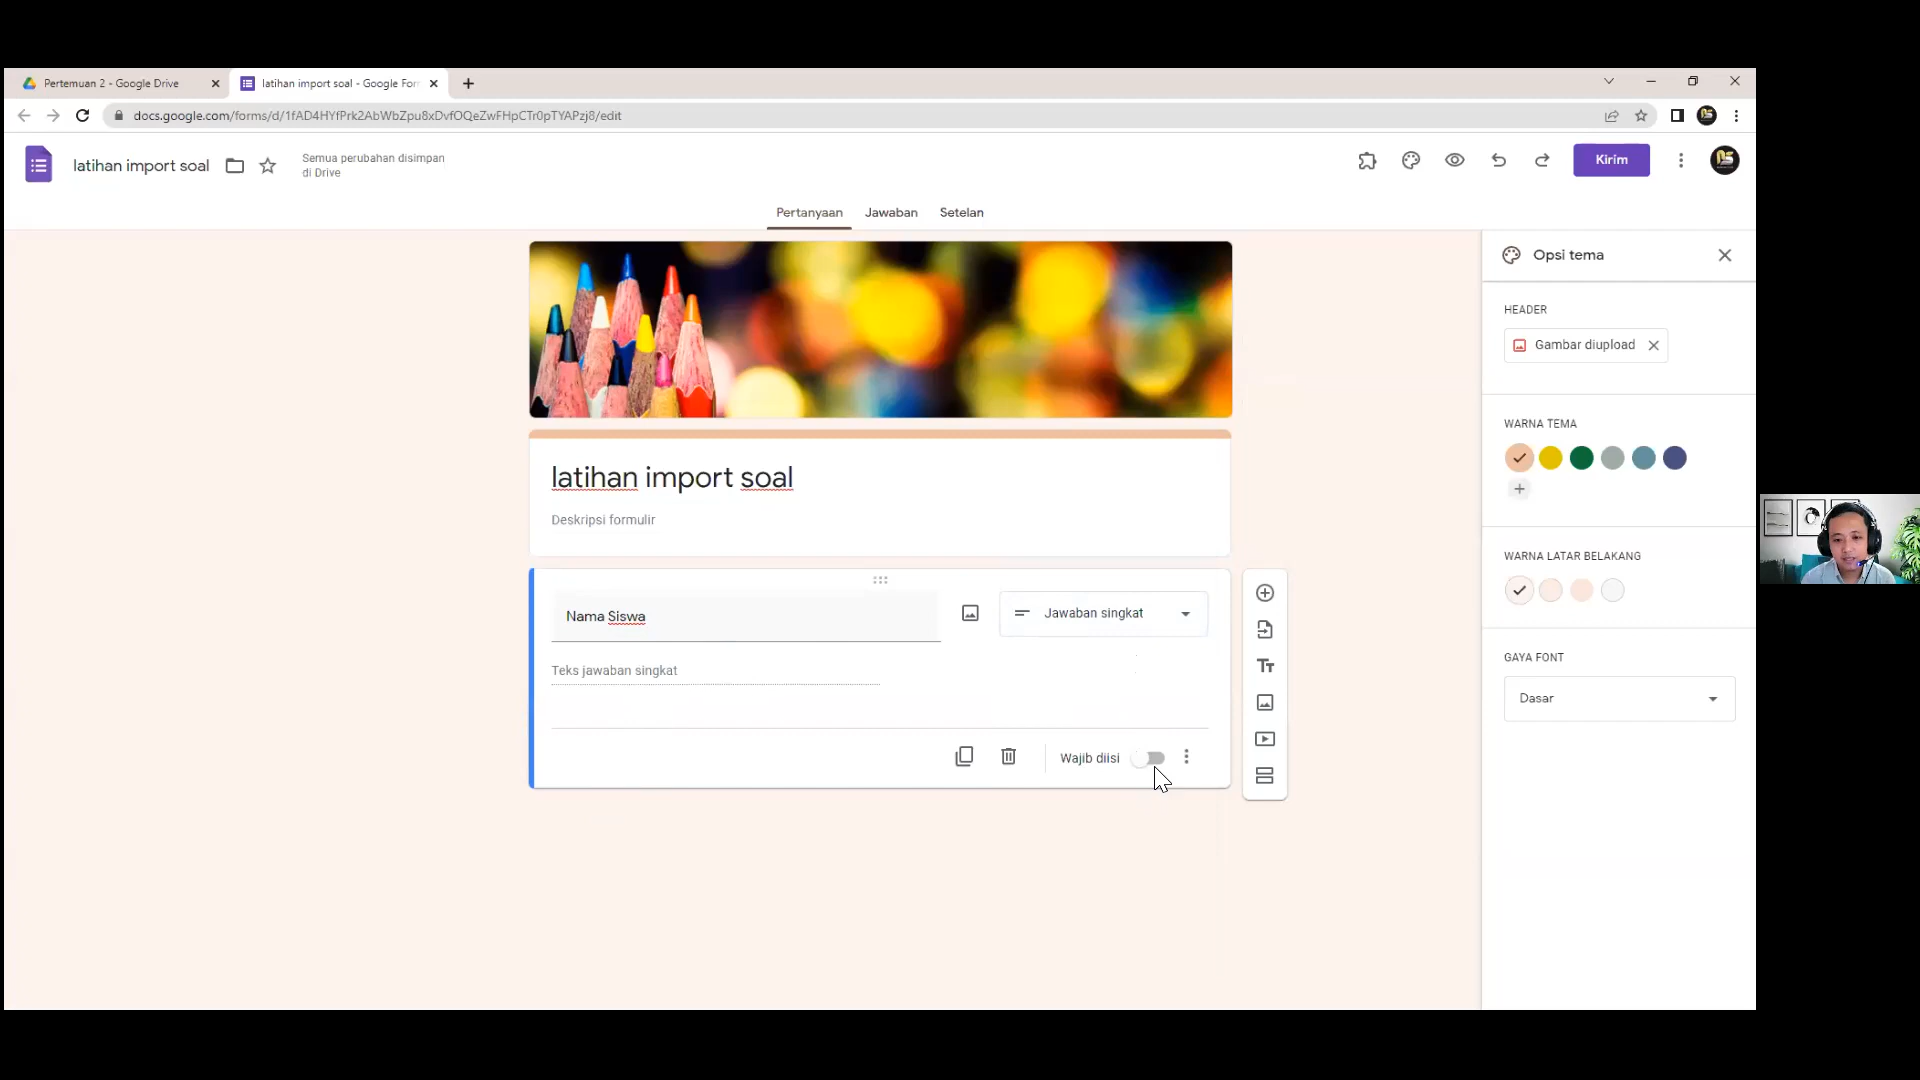 Pertemuan 2 - Google Drive
latihan import soal - Google For
docs.google.com/forms/d/1fAD4HYfPrk2AbWbZpu8xDvfOQeZwFHpCTr0pTYAPzj8/edit
latihan import soal
Semua perubahan disimpan
di Drive
Kirim
Pertanyaan
Jawaban
Setelan
Opsi tema
HEADER
Gambar diupload
WARNA TEMA
latihan import soal
Deskripsi formulir
WARNA LATAR BELAKANG
Nama Siswa
Jawaban singkat
Teks jawaban singkat
GAYA FONT
Dasar
Wajib diisi